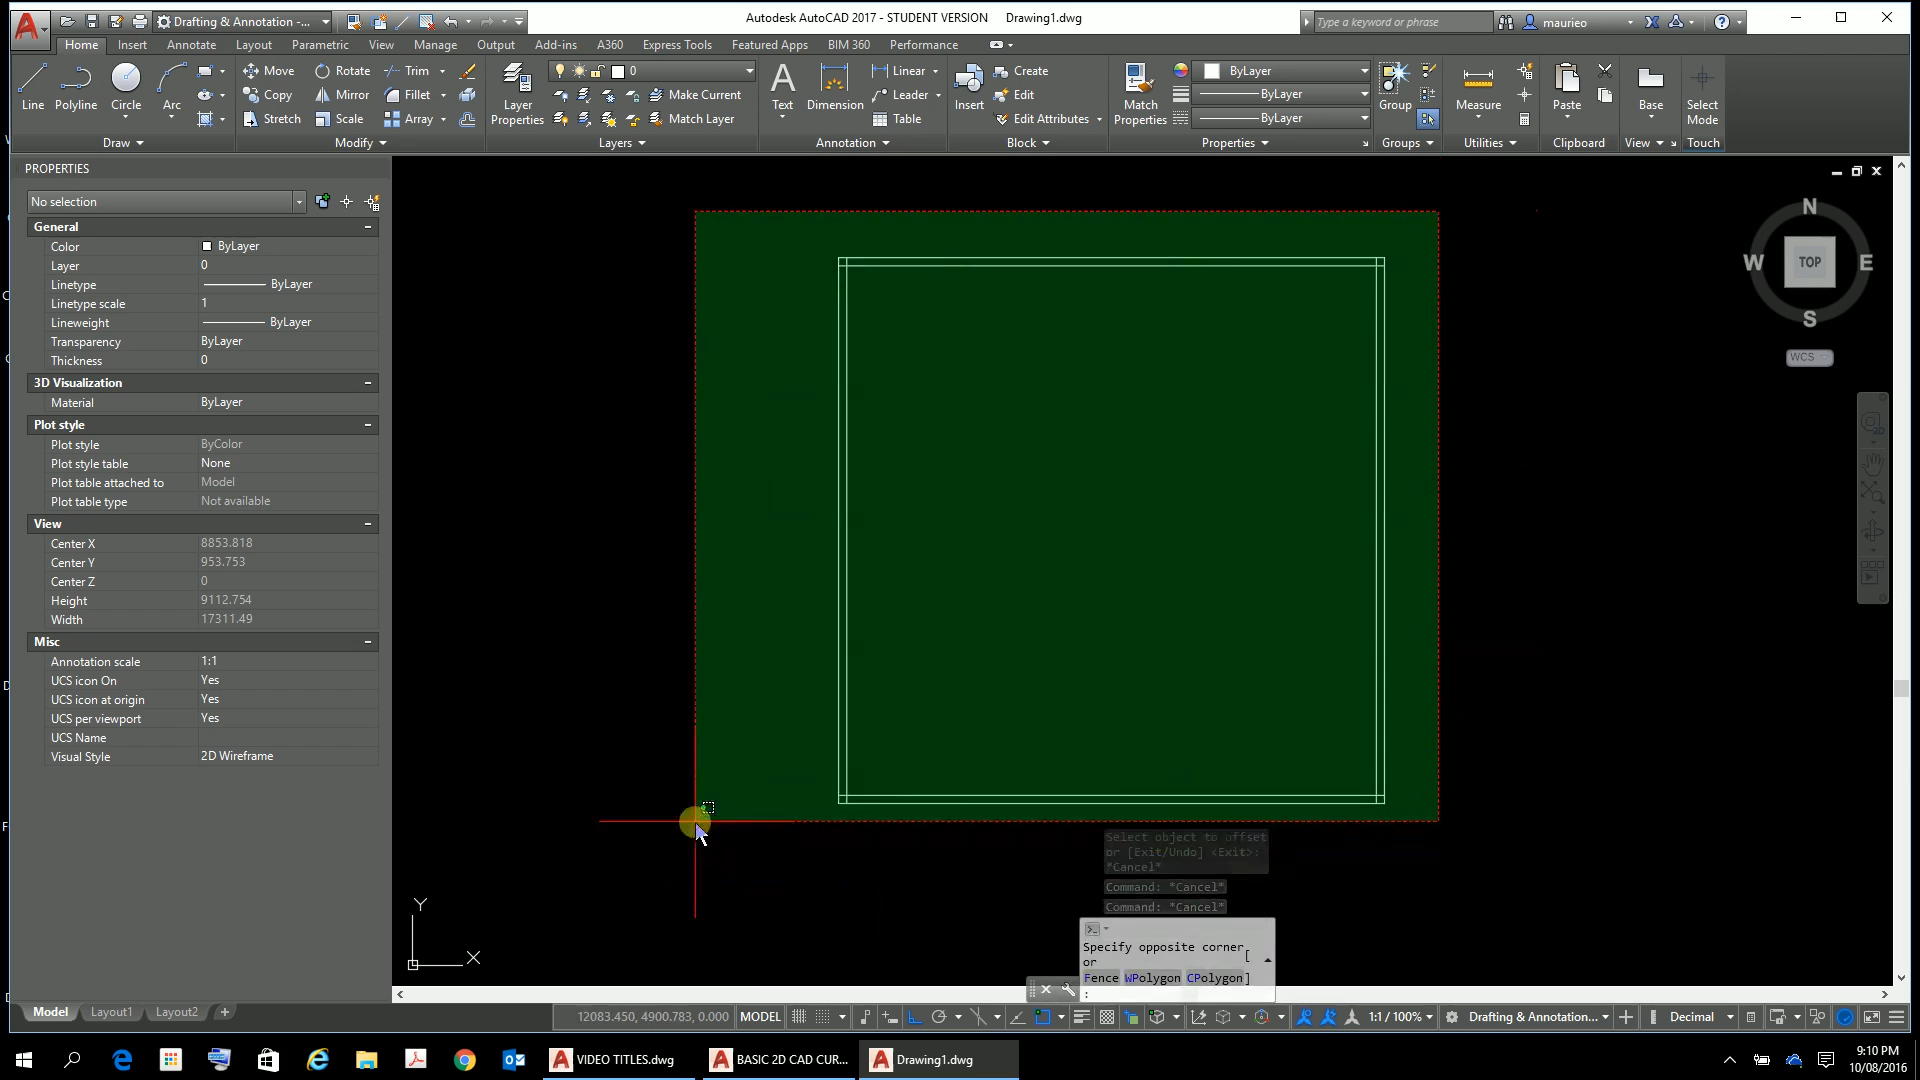 Drafting & Annotation -...
Autodesk AutoCAD 2017 - STUDENT VERSION Drawing1.dwg
Type a keyword or phrase
maurieo
Home Insert Annotate Layout Parametric View Manage Output Add-ins A360 Express Tools Featured Apps BIM 360 Performance
Line Polyline Circle Arc
Move Rotate Trim
Copy Mirror Fillet
Stretch Scale Array
Layer Properties
0
Make Current
Match Layer
Text Dimension
Linear
Leader
Table
Insert
Create
Edit
Edit Attributes
Match Properties
ByLayer
ByLayer
ByLayer
Group
Measure
Paste
Base
Select Mode
Draw Modify Layers Annotation Block Properties Groups Utilities Clipboard View Touch
PROPERTIES
No selection
General
Color ByLayer
Layer 0
Linetype ByLayer
Linetype scale 1
Lineweight ByLayer
Transparency ByLayer
Thickness 0
3D Visualization
Material ByLayer
Plot style
Plot style ByColor
Plot style table None
Plot table attached to Model
Plot table type Not available
View
Center X 8853.818
Center Y 953.753
Center Z 0
Height 9112.754
Width 17311.49
Misc
Annotation scale 1:1
UCS icon On Yes
UCS icon at origin Yes
UCS per viewport Yes
UCS Name
Visual Style 2D Wireframe
N
W TOP E
S
WCS
Select object to offset
or [Exit/Undo] <Exit>:
*Cancel*
Command: *Cancel*
Command: *Cancel*
Specify opposite corner
or [
Fence WPolygon CPolygon]
:
Y
X
Model Layout1 Layout2 +
12083.450, 4900.783, 0.000 MODEL 1:1 / 100% Drafting & Annotation... Decimal
VIDEO TITLES.dwg BASIC 2D CAD CUR... Drawing1.dwg
9:10 PM
10/08/2016